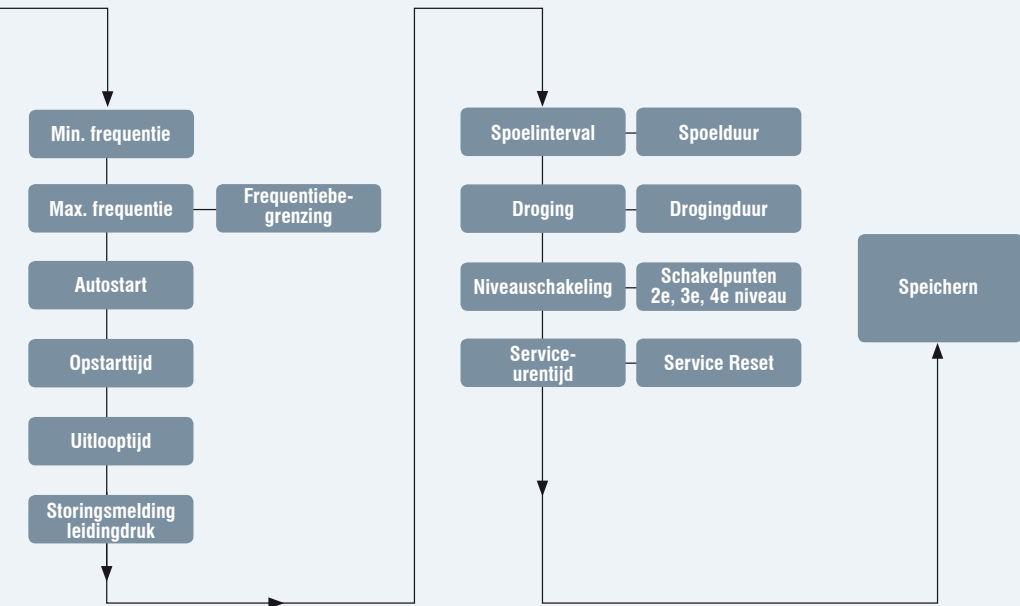 Min. frequentie
Max. frequentie
Frequentiebe-
grenzing
Autostart
Opstarttijd
Uitlooptijd
Storingsmelding
leidingdruk
Spoelinterval
Spoelduur
Droging
Drogingduur
Niveauschakeling
Schakelpunten
2e, 3e, 4e niveau
Service-
urentijd
Service Reset
Speichern